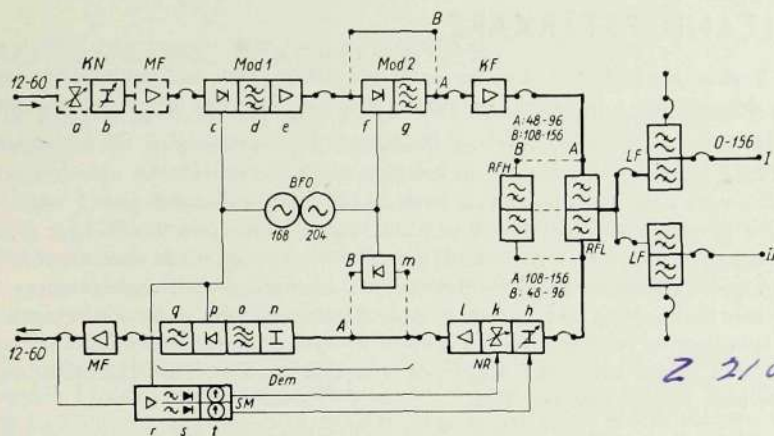 B
KN
MF
Mod 1
Mod 2
KF
12-60
A
a
b
c
d
e
f
g
A: 48-96
B: 108-156
B
A
RFH
RFL
LF
0-156
I
BFO
168
204
LF
II
A: 108-156
B: 48-96
B
m
q
p
o
n
A
l
k
h
12-60
MF
NR
Dem
SM
r
s
t